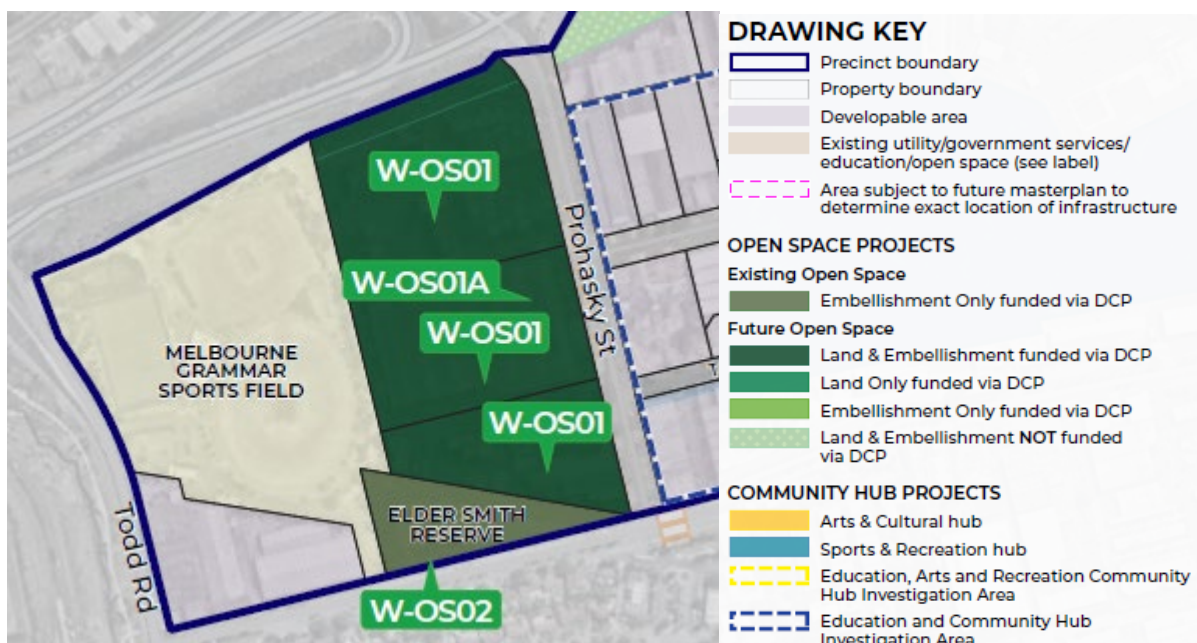 W-OS01
W-OS01A
W-OS01
W-OS01
Prohasky St
MELBOURNE
GRAMMAR
SPORTS FIELD
ELDER SMITH
RESERVE
Todd Rd
W-OS02
T
DRAWING KEY
Precinct boundary
Property boundary
Developable area
Existing utility/government services/
education/open space (see label)
Area subject to future masterplan to
determine exact location of infrastructure
OPEN SPACE PROJECTS
Existing Open Space
Embellishment Only funded via DCP
Future Open Space
Land & Embellishment funded via DCP
Land Only funded via DCP
Embellishment Only funded via DCP
Land & Embellishment NOT funded
via DCP
COMMUNITY HUB PROJECTS
Arts & Cultural hub
Sports & Recreation hub
Education, Arts and Recreation Community
Hub Investigation Area
Education and Community Hub
Investigation Area